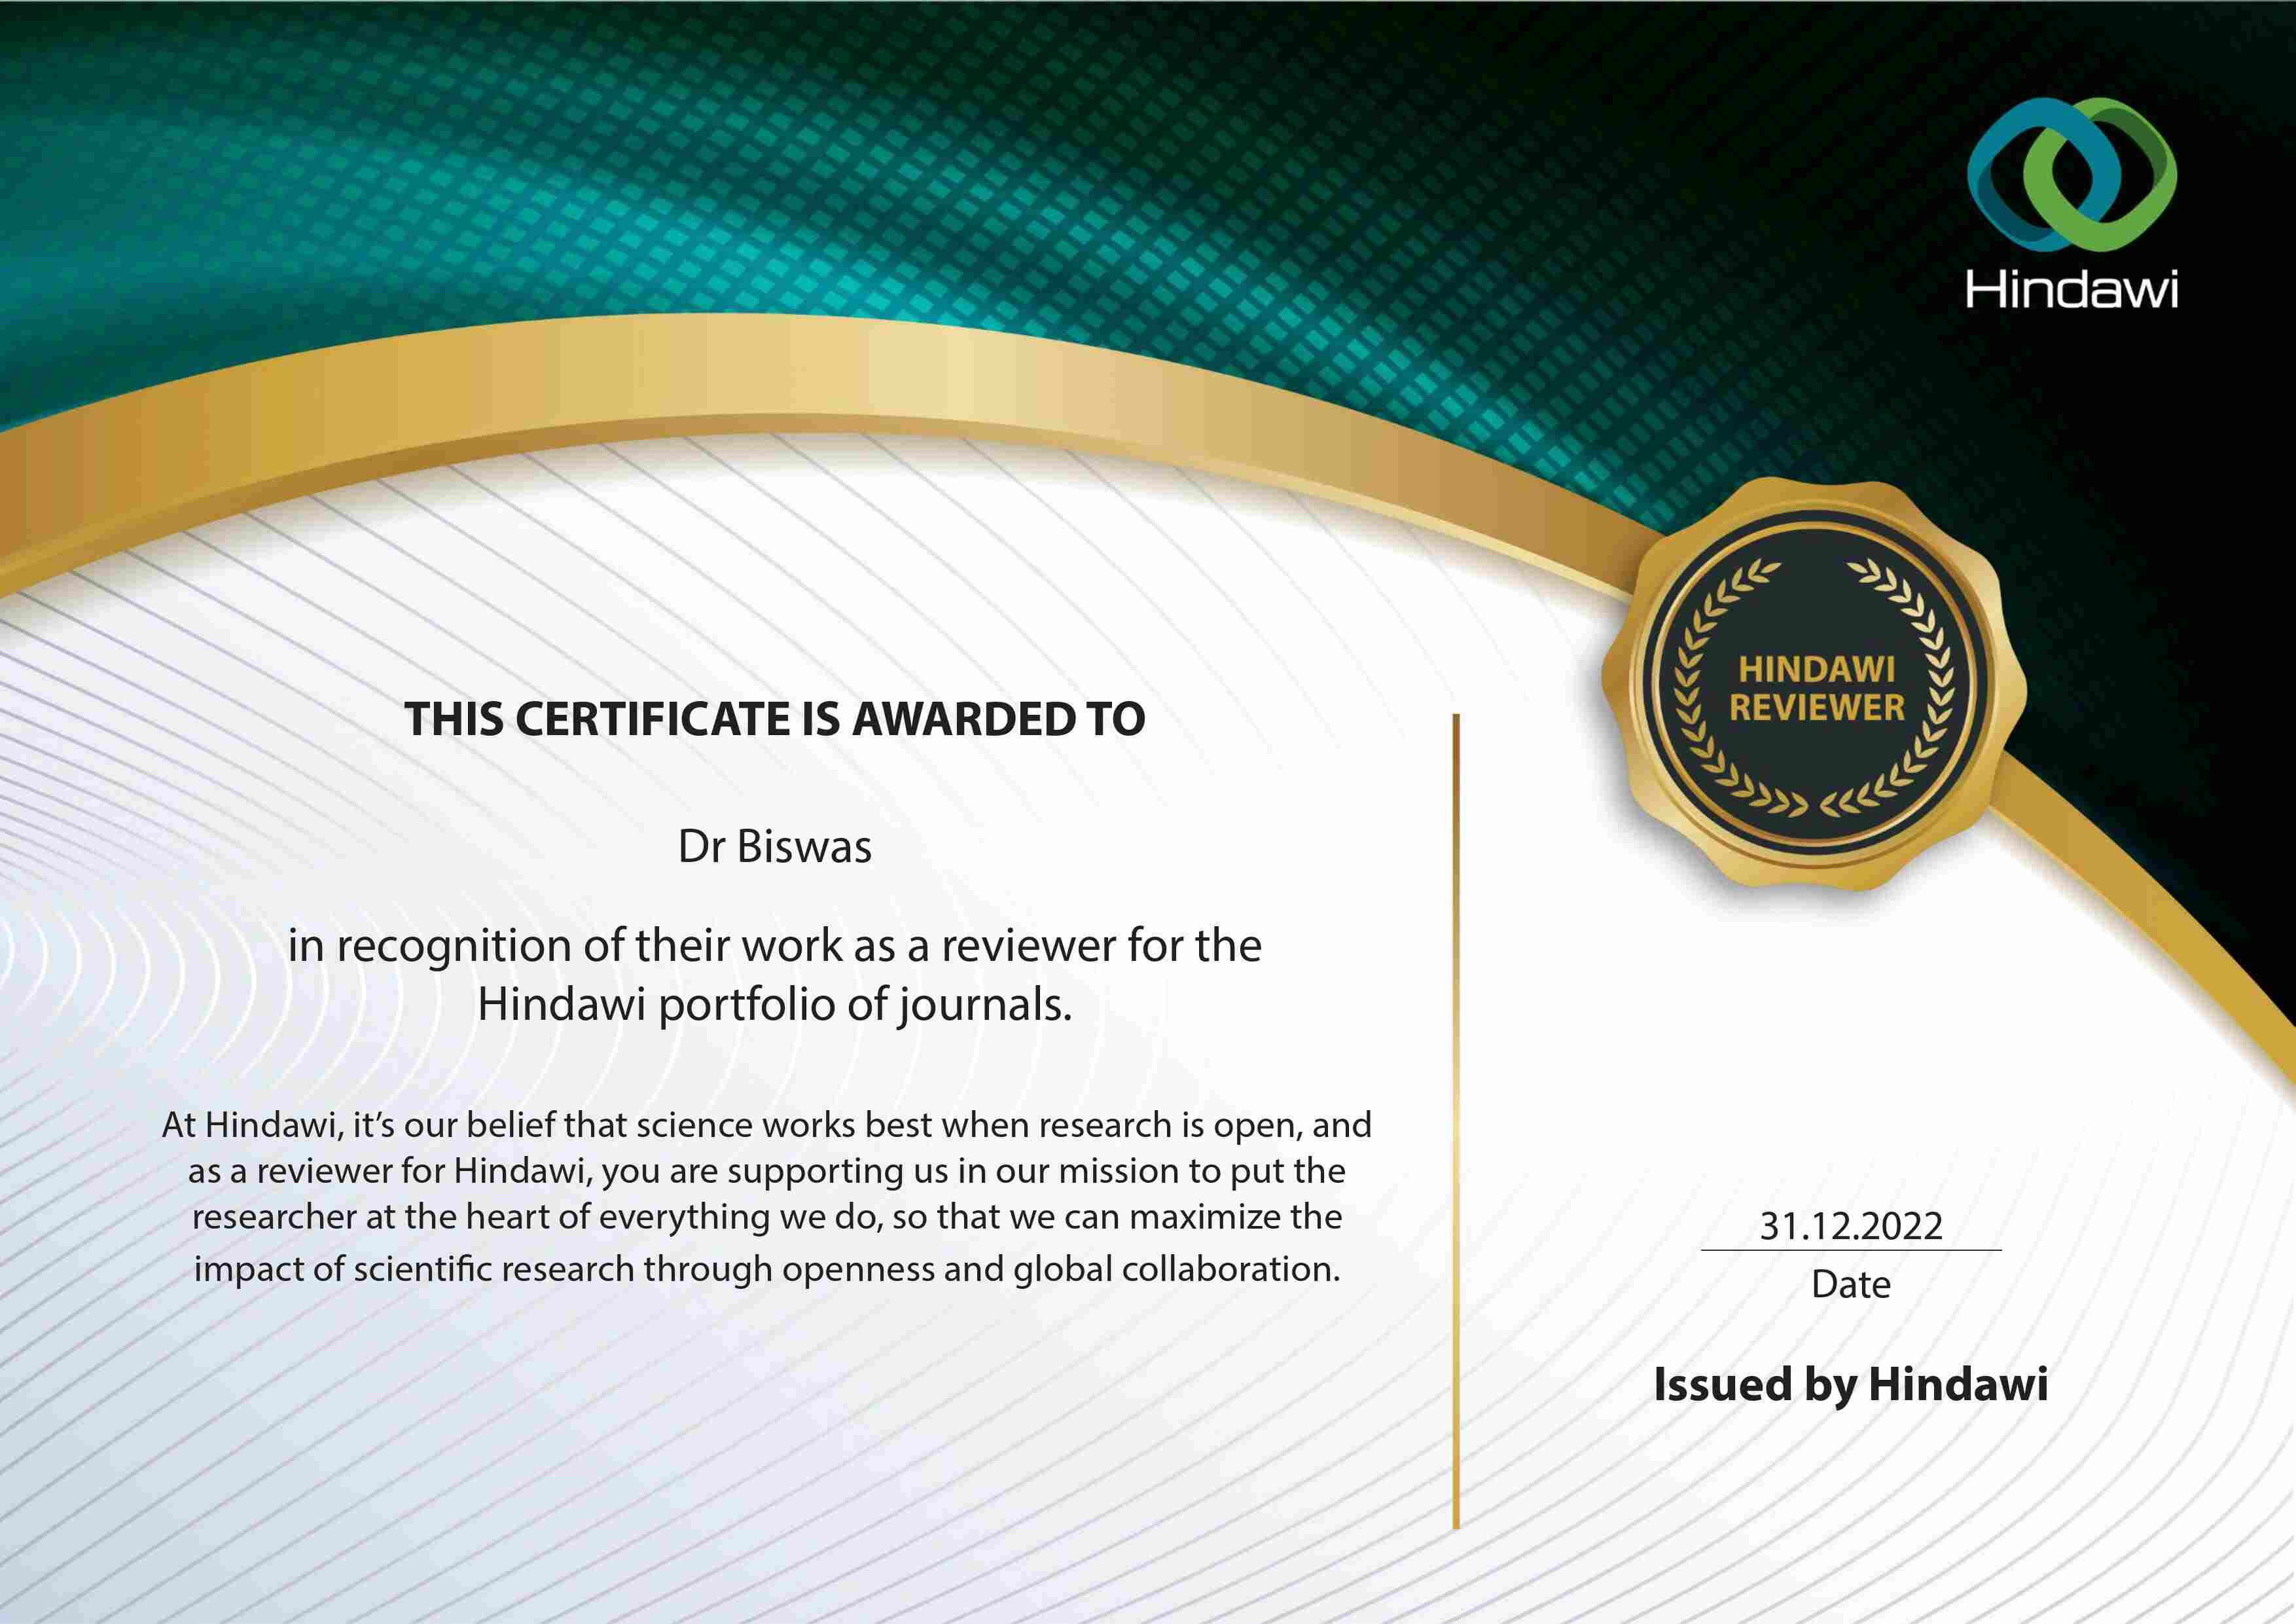 Hindawi
HINDAWI
REVIEWER
THIS CERTIFICATE IS AWARDED TO
Dr Biswas
in recognition of their work as a reviewer for the
Hindawi portfolio of journals.
At Hindawi, it’s our belief that science works best when research is open, and
as a reviewer for Hindawi, you are supporting us in our mission to put the
researcher at the heart of everything we do, so that we can maximize the
impact of scientific research through openness and global collaboration.
31.12.2022
Date
Issued by Hindawi